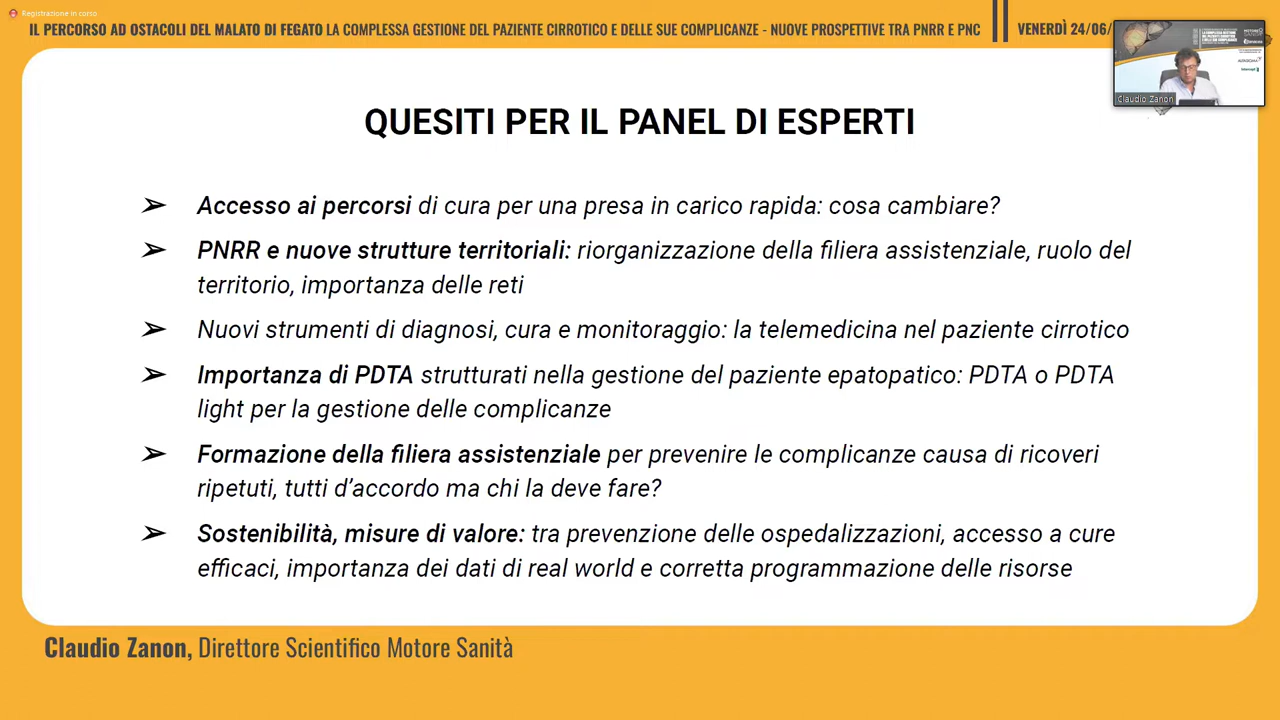 Registrazione in corso
IL PERCORSO AD OSTACOLI DEL MALATO DI FEGATO LA COMPLESSA GESTIONE DEL PAZIENTE CIRROTICO E DELLE SUE COMPLICANZE - NUOVE PROSPETTIVE TRA PNRR E PNC
VENERDÌ 24/06/
Claudio Zanon
QUESITI PER IL PANEL DI ESPERTI
➢ Accesso ai percorsi di cura per una presa in carico rapida: cosa cambiare?
➢ PNRR e nuove strutture territoriali: riorganizzazione della filiera assistenziale, ruolo del
territorio, importanza delle reti
➢ Nuovi strumenti di diagnosi, cura e monitoraggio: la telemedicina nel paziente cirrotico
➢ Importanza di PDTA strutturati nella gestione del paziente epatopatico: PDTA o PDTA
light per la gestione delle complicanze
➢ Formazione della filiera assistenziale per prevenire le complicanze causa di ricoveri
ripetuti, tutti d’accordo ma chi la deve fare?
➢ Sostenibilità, misure di valore: tra prevenzione delle ospedalizzazioni, accesso a cure
efficaci, importanza dei dati di real world e corretta programmazione delle risorse
Claudio Zanon, Direttore Scientifico Motore Sanità